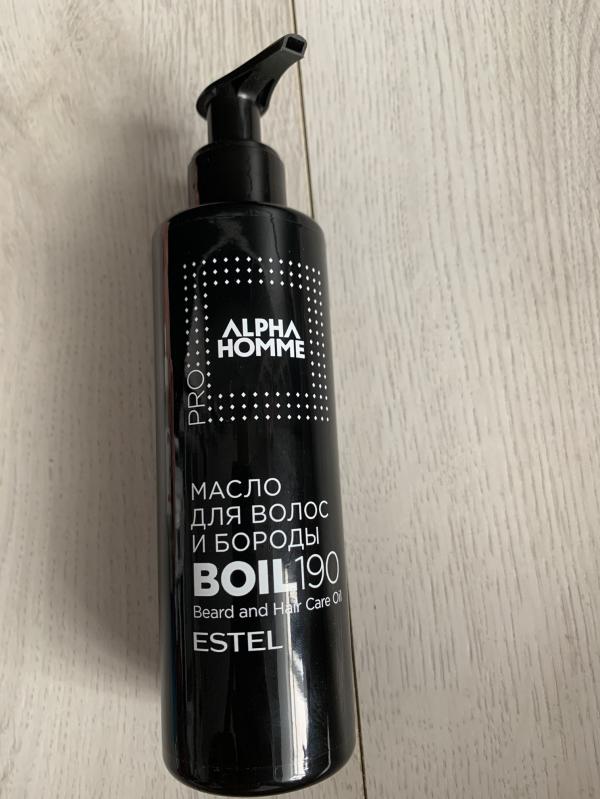 PRO
ALPHA
HOMME
МАСЛО
ДЛЯ ВОЛОС
И БОРОДЫ
BOIL190
Beard and Hair Care Oil
ESTEL